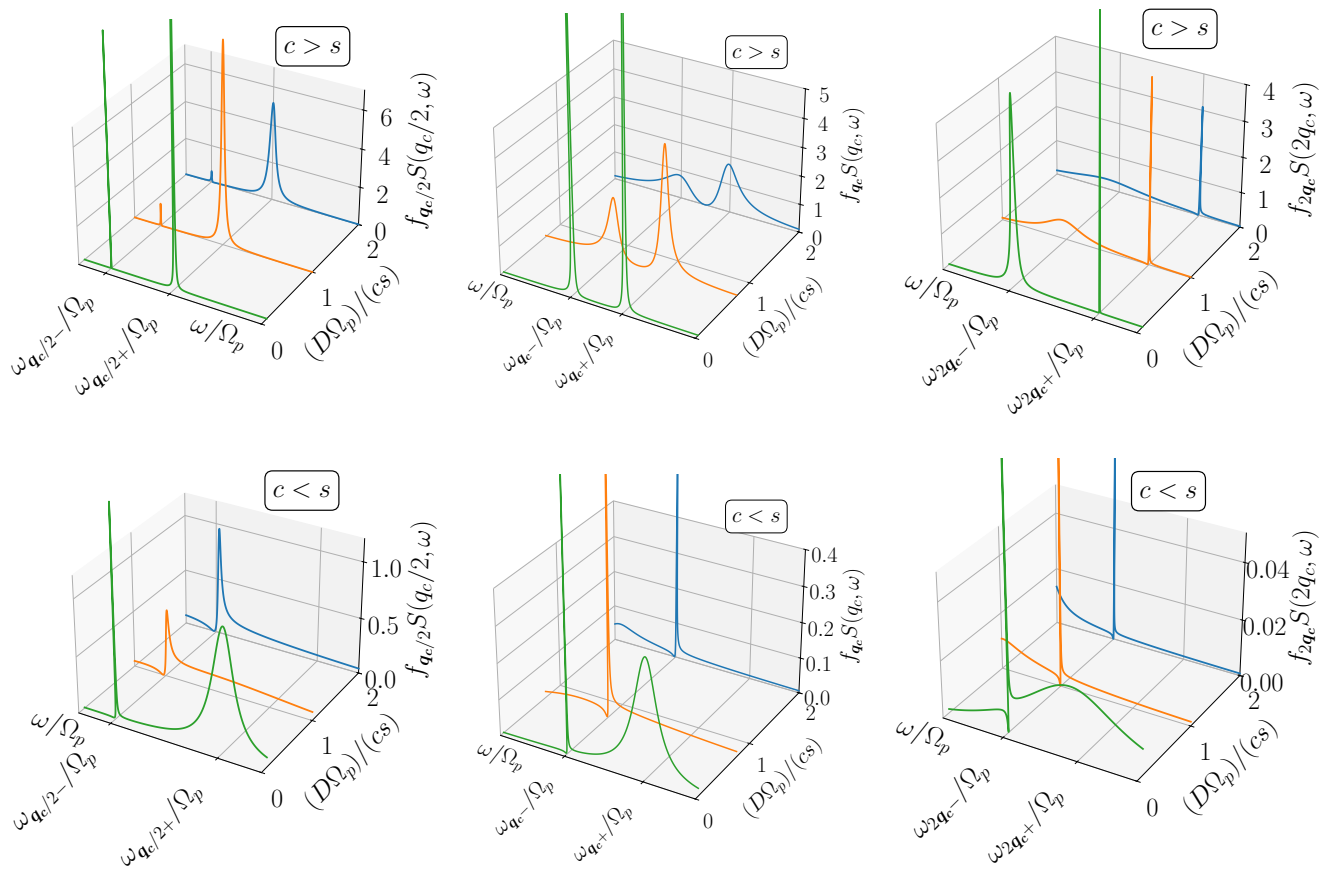 c > s
6
4
2
0
f_{q_c/2}S(q_c/2, ω)
2
1
0
(DΩ_p)/(cs)
ω/Ω_p
ω_{q_c/2−}/Ω_p
ω_{q_c/2+}/Ω_p
c > s
5
4
3
2
1
0
f_{q_c}S(q_c, ω)
2
1
0
(DΩ_p)/(cs)
ω/Ω_p
ω_{q_c−}/Ω_p
ω_{q_c+}/Ω_p
c > s
4
3
2
1
0
f_{2q_c}S(2q_c, ω)
2
1
0
(DΩ_p)/(cs)
ω/Ω_p
ω_{2q_c−}/Ω_p
ω_{2q_c+}/Ω_p
c < s
1.0
0.5
0.0
f_{q_c/2}S(q_c/2, ω)
2
1
0
(DΩ_p)/(cs)
ω/Ω_p
ω_{q_c/2−}/Ω_p
ω_{q_c/2+}/Ω_p
c < s
0.4
0.3
0.2
0.1
0.0
f_{q_c}S(q_c, ω)
2
1
0
(DΩ_p)/(cs)
ω/Ω_p
ω_{q_c−}/Ω_p
ω_{q_c+}/Ω_p
c < s
0.04
0.02
0.00
f_{2q_c}S(2q_c, ω)
2
1
0
(DΩ_p)/(cs)
ω/Ω_p
ω_{2q_c−}/Ω_p
ω_{2q_c+}/Ω_p